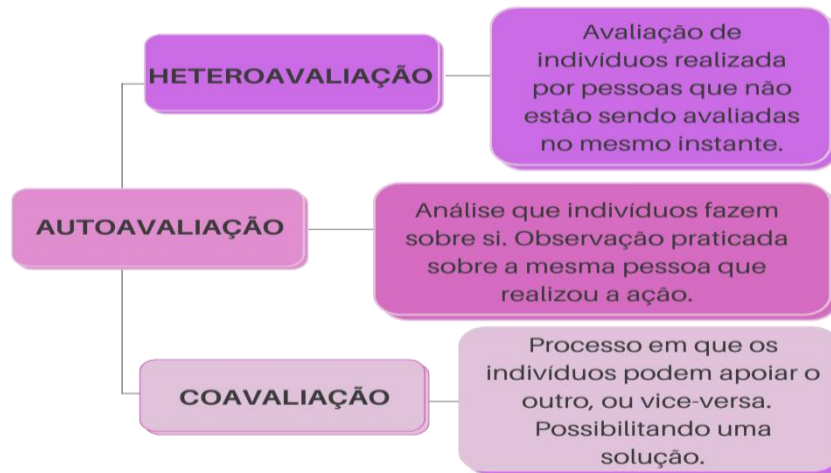 HETEROAVALIAÇÃO
Avaliação de
indivíduos realizada
por pessoas que não
estão sendo avaliadas
no mesmo instante.
AUTOAVALIAÇÃO
Análise que indivíduos fazem
sobre si. Observação praticada
sobre a mesma pessoa que
realizou a ação.
COAVALIAÇÃO
Processo em que os
indivíduos podem apoiar o
outro, ou vice-versa.
Possibilitando uma
solução.